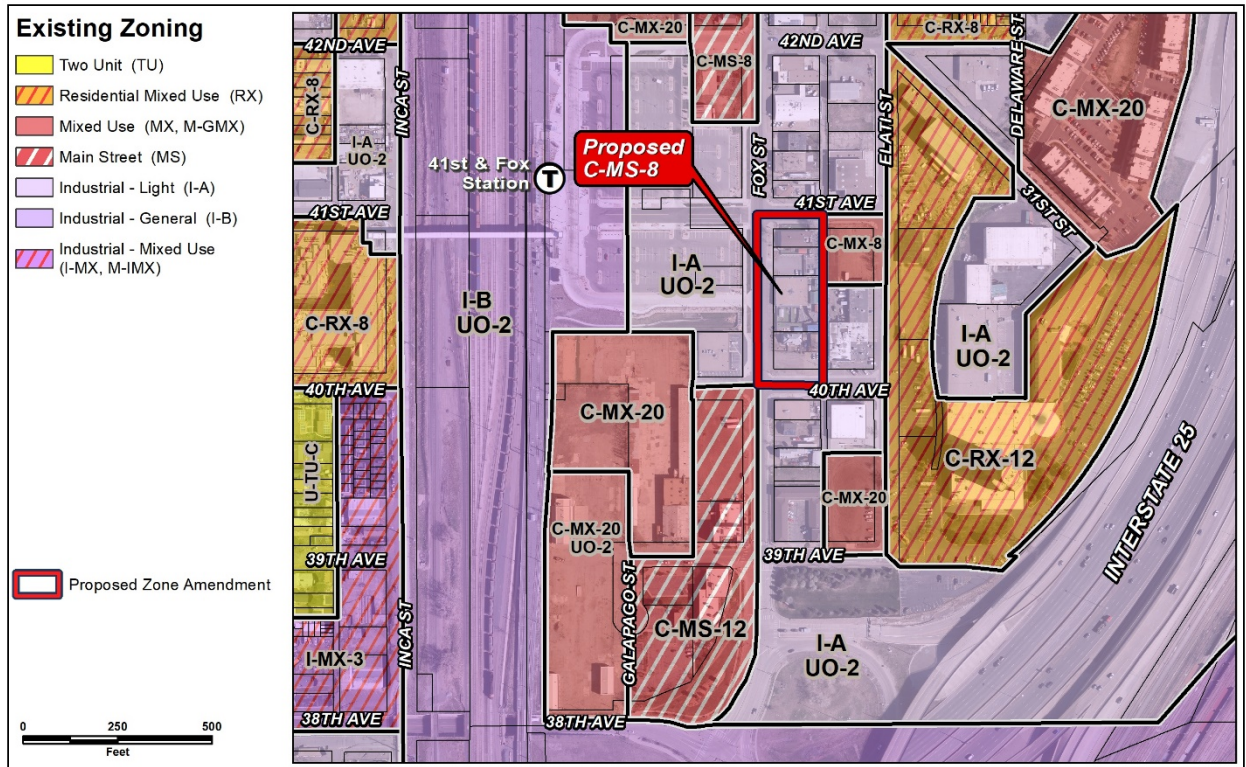 Existing Zoning
Two Unit (TU)
Residential Mixed Use (RX)
Mixed Use (MX, M-GMX)
Main Street (MS)
Industrial - Light (I-A)
Industrial - General (I-B)
Industrial - Mixed Use
(I-MX, M-IMX)
Proposed Zone Amendment
0 250 500
Feet
42ND AVE
C-RX-8
I-A
UO-2
INCA ST
41ST AVE
C-RX-8
40TH AVE
U-TU-C
39TH AVE
I-MX-3
INCA ST
38TH AVE
I-B
UO-2
41st & Fox
Station
T
C-MX-20
C-MS-8
42ND AVE
C-RX-8
DELAWARE ST
C-MX-20
Proposed
C-MS-8
FOX ST
ELATI ST
41ST AVE
31ST ST
C-MX-8
I-A
UO-2
I-A
UO-2
40TH AVE
C-MX-20
C-RX-12
C-MX-20
INTERSTATE 25
C-MX-20
UO-2
39TH AVE
GALAPAGO ST
C-MS-12
I-A
UO-2
38TH AVE